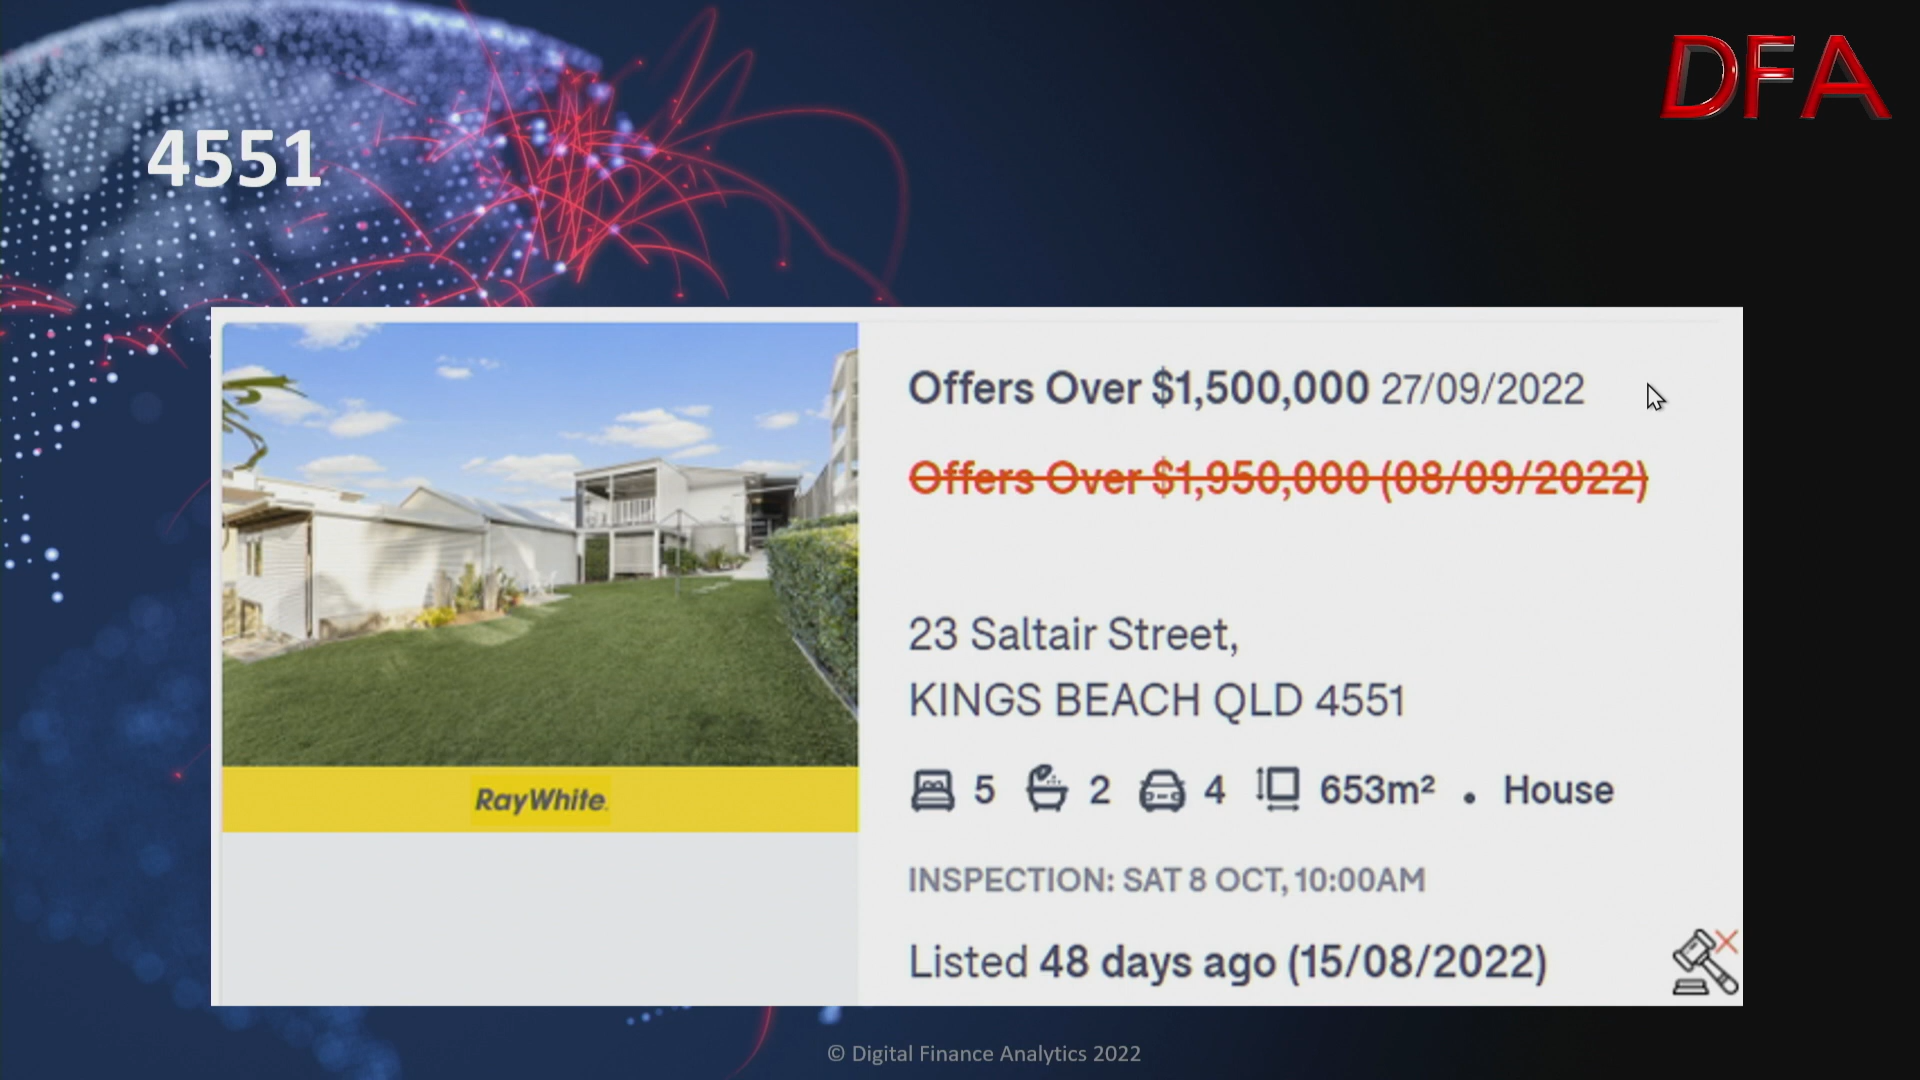 DFA
4551
Offers Over $1,500,000 27/09/2022
Offers Over $1,950,000 (08/09/2022)
23 Saltair Street,
KINGS BEACH QLD 4551
5 2 4 653m² • House
RayWhite.
INSPECTION: SAT 8 OCT, 10:00AM
Listed 48 days ago (15/08/2022)
© Digital Finance Analytics 2022